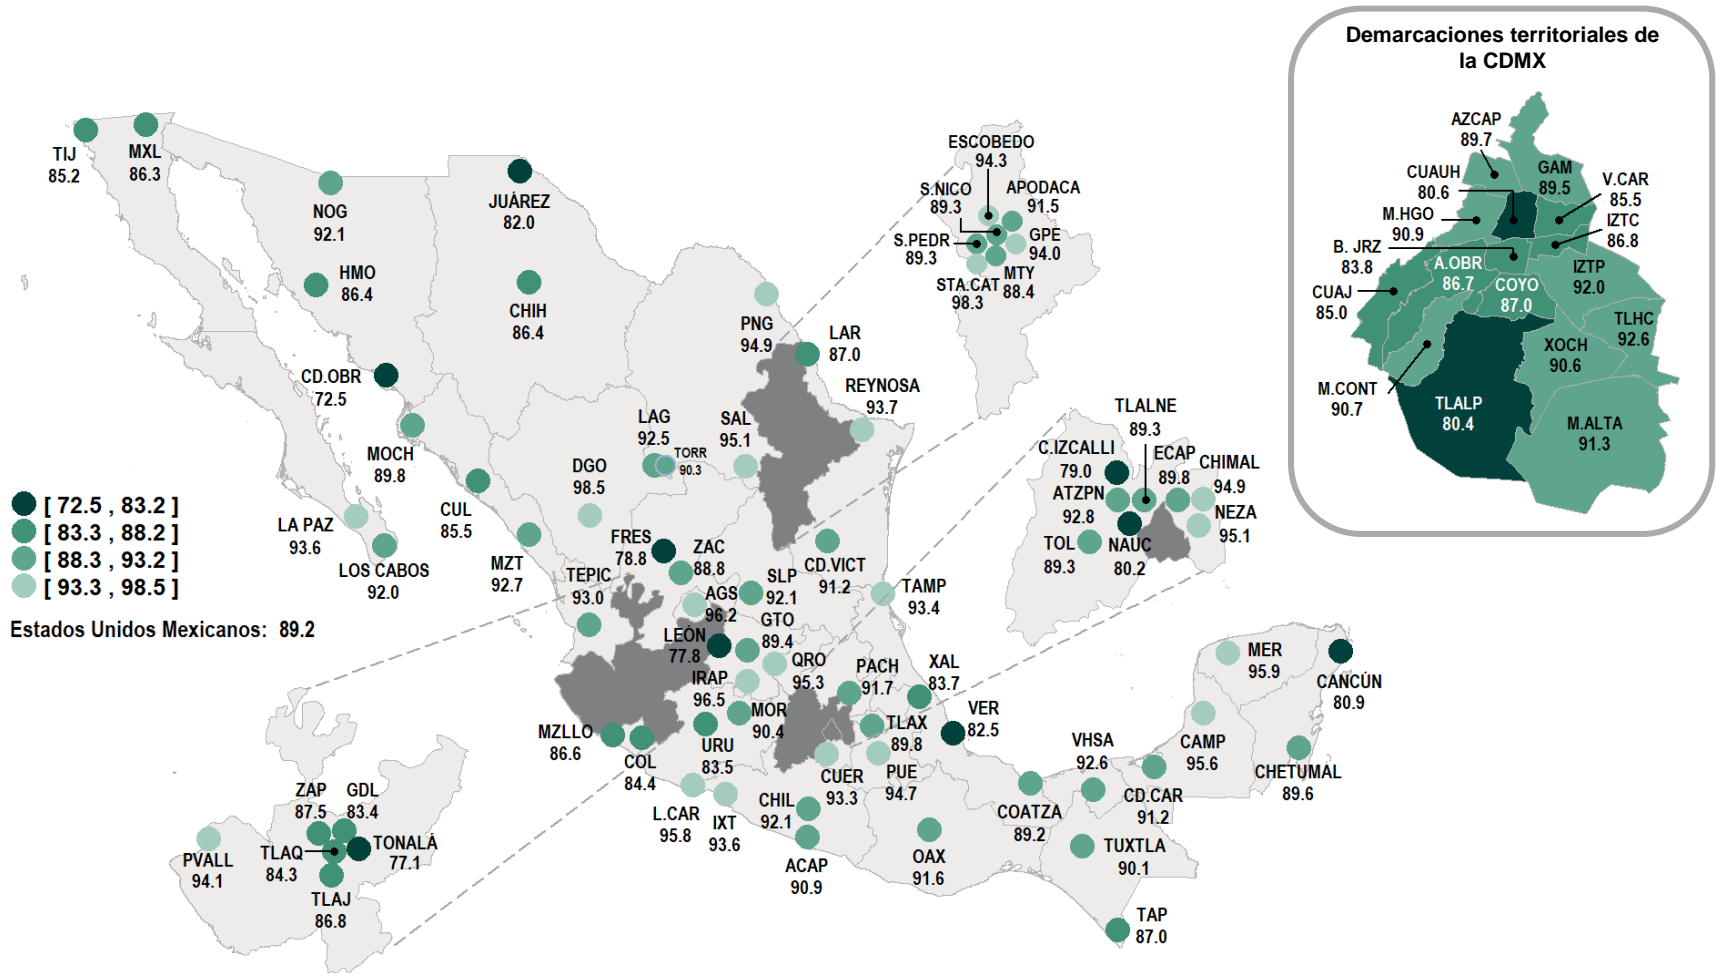 Demarcaciones territoriales de
la CDMX
AZCAP
89.7
CUAUH
80.6
GAM
89.5
V.CAR
85.5
M.HGO
90.9
IZTC
86.8
B. JRZ
83.8
A.OBR
86.7
COYO
87.0
IZTP
92.0
CUAJ
85.0
TLHC
92.6
XOCH
90.6
M.CONT
90.7
TLALP
80.4
M.ALTA
91.3
TIJ
85.2
MXL
86.3
NOG
92.1
JUÁREZ
82.0
HMO
86.4
CHIH
86.4
ESCOBEDO
94.3
S.NICO
89.3
APODACA
91.5
S.PEDR
89.3
GPE
94.0
STA.CAT
98.3
MTY
88.4
PNG
94.9
LAR
87.0
REYNOSA
93.7
CD.OBR
72.5
MOCH
89.8
LAG
92.5
TORR
90.3
SAL
95.1
DGO
98.5
CUL
85.5
LA PAZ
93.6
LOS CABOS
92.0
MZT
92.7
TLALNE
89.3
C.IZCALLI
79.0
ECAP
89.8
CHIMAL
94.9
ATZPN
92.8
NEZA
95.1
TOL
89.3
NAUC
80.2
[ 72.5 , 83.2 ]
[ 83.3 , 88.2 ]
[ 88.3 , 93.2 ]
[ 93.3 , 98.5 ]
Estados Unidos Mexicanos: 89.2
FRES
78.8
ZAC
88.8
TEPIC
93.0
SLP
92.1
CD.VICT
91.2
TAMP
93.4
AGS
96.2
GTO
89.4
LEÓN
77.8
QRO
95.3
IRAP
96.5
PACH
91.7
XAL
83.7
MER
95.9
CANCÚN
80.9
MZLLO
86.6
COL
84.4
URU
83.5
MOR
90.4
TLAX
89.8
VER
82.5
CUER
93.3
PUE
94.7
VHSA
92.6
CAMP
95.6
CHETUMAL
89.6
L.CAR
95.8
IXT
93.6
CHIL
92.1
COATZA
89.2
CD.CAR
91.2
ACAP
90.9
OAX
91.6
TUXTLA
90.1
TAP
87.0
ZAP
87.5
GDL
83.4
PVALL
94.1
TLAQ
84.3
TONALÁ
77.1
TLAJ
86.8